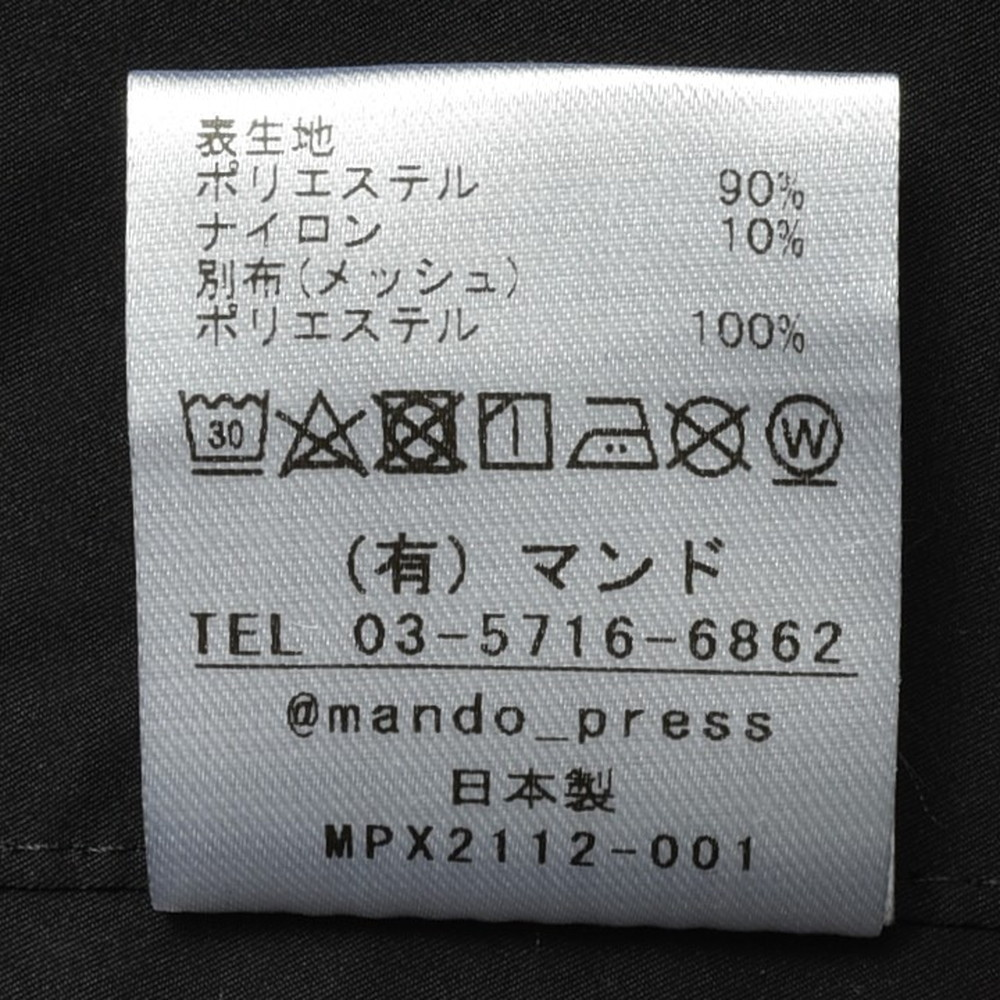 表生地
ポリエステル 90%
ナイロン 10%
別布(メッシュ)
ポリエステル 100%
30 W
(有) マンド
TEL 03-5716-6862
@mando_press
日本製
MPX2112-001